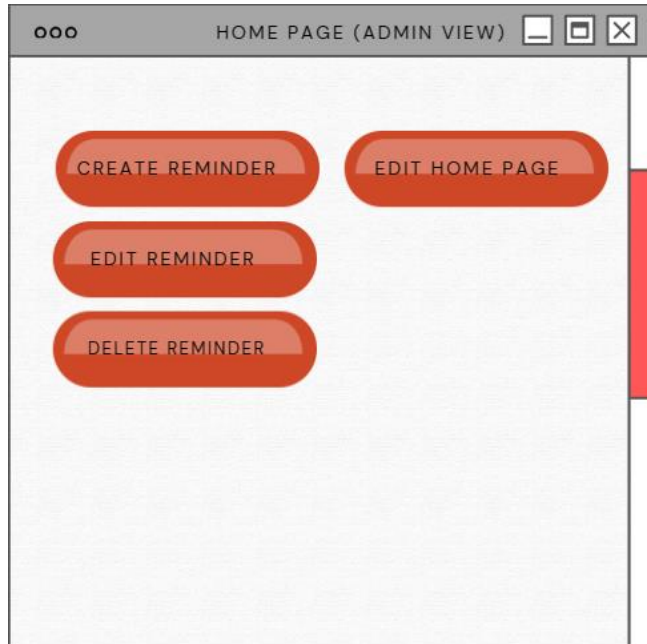 ooo HOME PAGE (ADMIN VIEW)
CREATE REMINDER
EDIT HOME PAGE
EDIT REMINDER
DELETE REMINDER